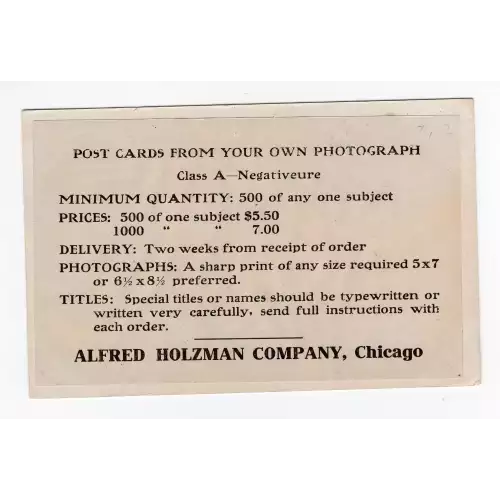 POST CARDS FROM YOUR OWN PHOTOGRAPH
Class A—Negativeure
MINIMUM QUANTITY: 500 of any one subject
PRICES: 500 of one subject $5.50
1000 " " 7.00
DELIVERY: Two weeks from receipt of order
PHOTOGRAPHS: A sharp print of any size required 5x7
or 6½ x 8½ preferred.
TITLES: Special titles or names should be typewritten or
written very carefully, send full instructions with
each order.
ALFRED HOLZMAN COMPANY, Chicago